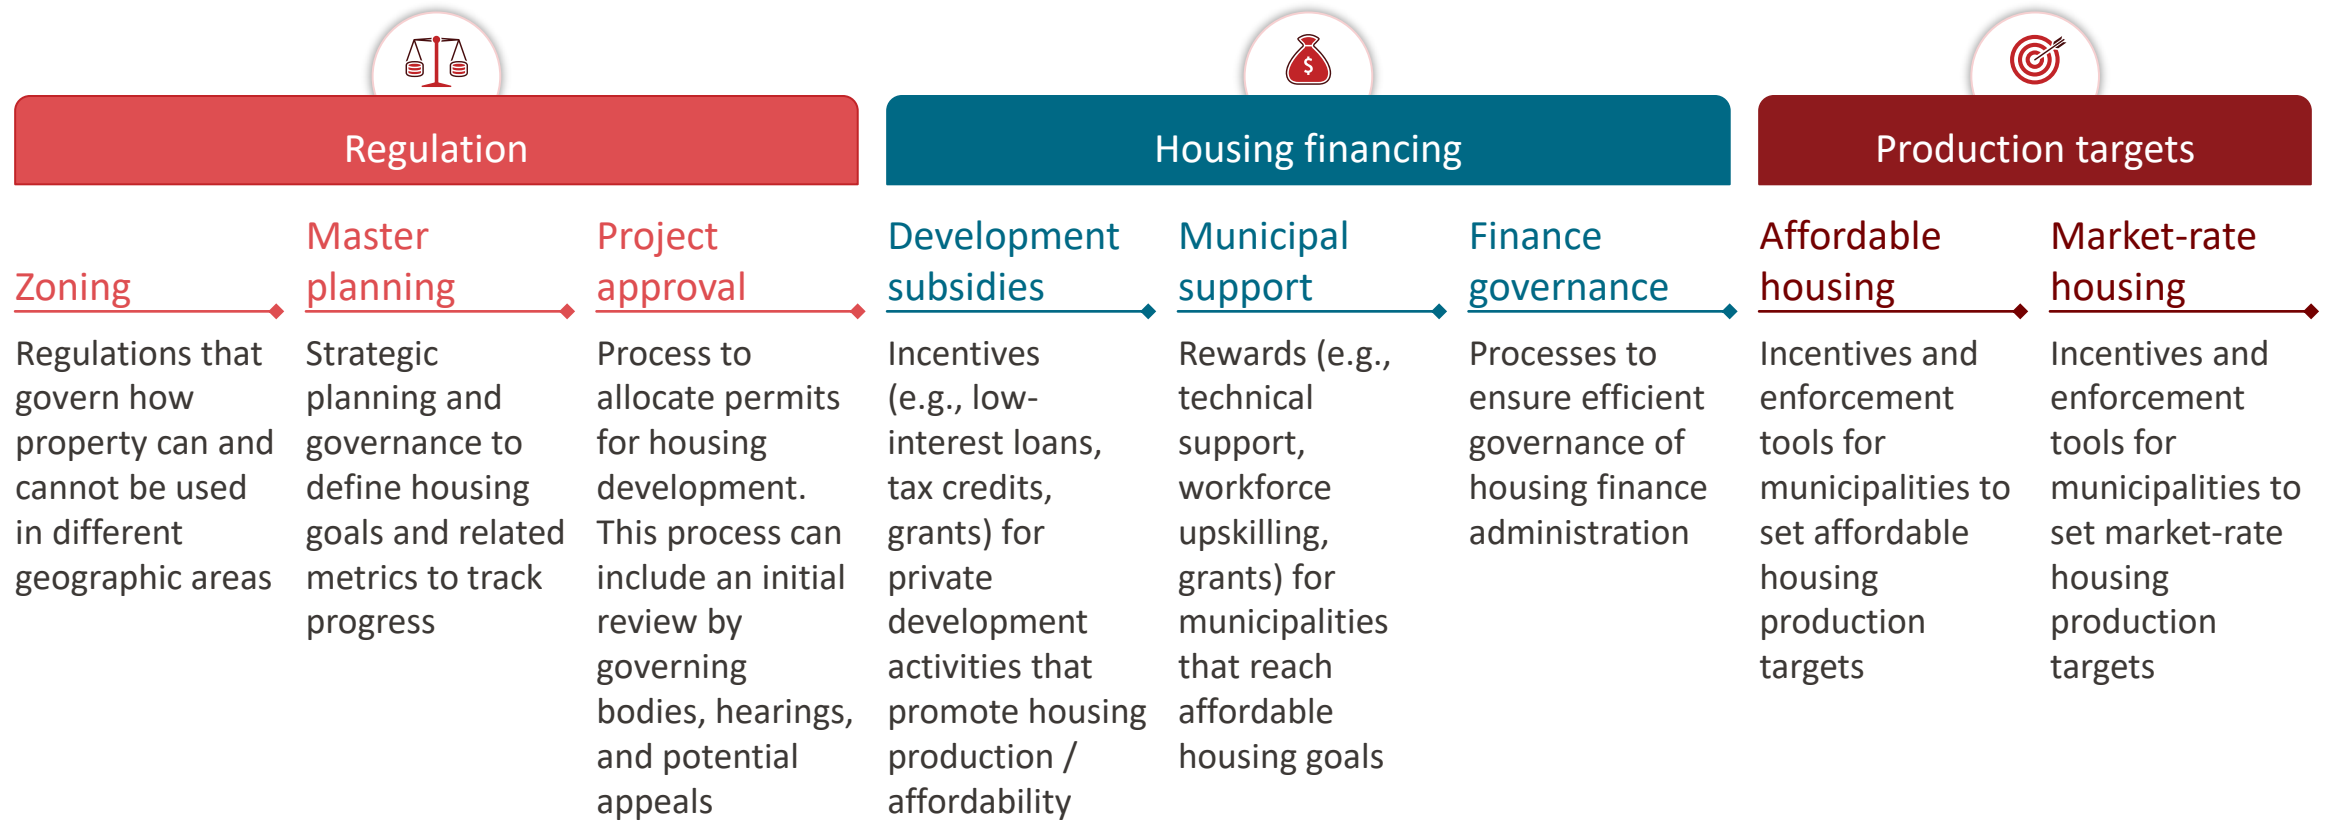 $
Regulation
Housing financing
Production targets
Zoning
Regulations that
govern how
property can and
cannot be used
in different
geographic areas
Master
planning
Strategic
planning and
governance to
define housing
goals and related
metrics to track
progress
Project
approval
Process to
allocate permits
for housing
development.
This process can
include an initial
review by
governing
bodies, hearings,
and potential
appeals
Development
subsidies
Incentives
(e.g., low-
interest loans,
tax credits,
grants) for
private
development
activities that
promote housing
production /
affordability
Municipal
support
Rewards (e.g.,
technical
support,
workforce
upskilling,
grants) for
municipalities
that reach
affordable
housing goals
Finance
governance
Processes to
ensure efficient
governance of
housing finance
administration
Affordable
housing
Incentives and
enforcement
tools for
municipalities to
set affordable
housing
production
targets
Market-rate
housing
Incentives and
enforcement
tools for
municipalities to
set market-rate
housing
production
targets